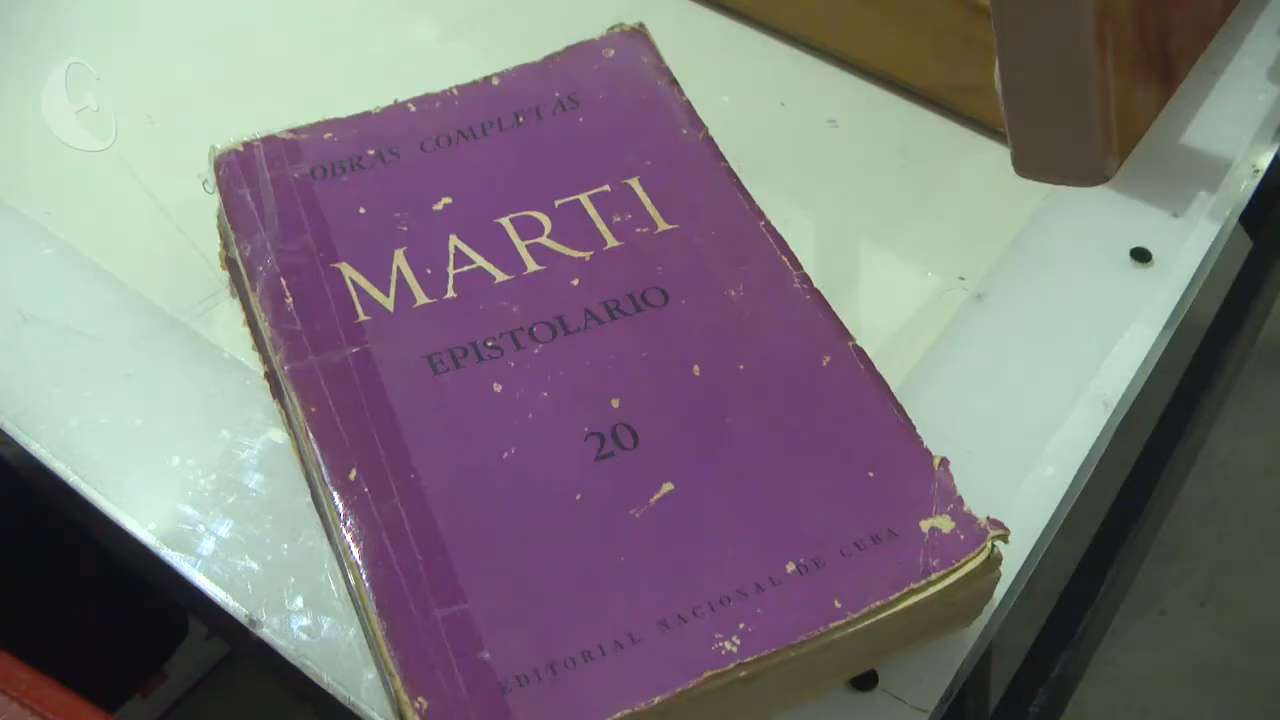 OBRAS COMPLETAS
MARTI
EPISTOLARIO
20
EDITORIAL NACIONAL DE CUBA